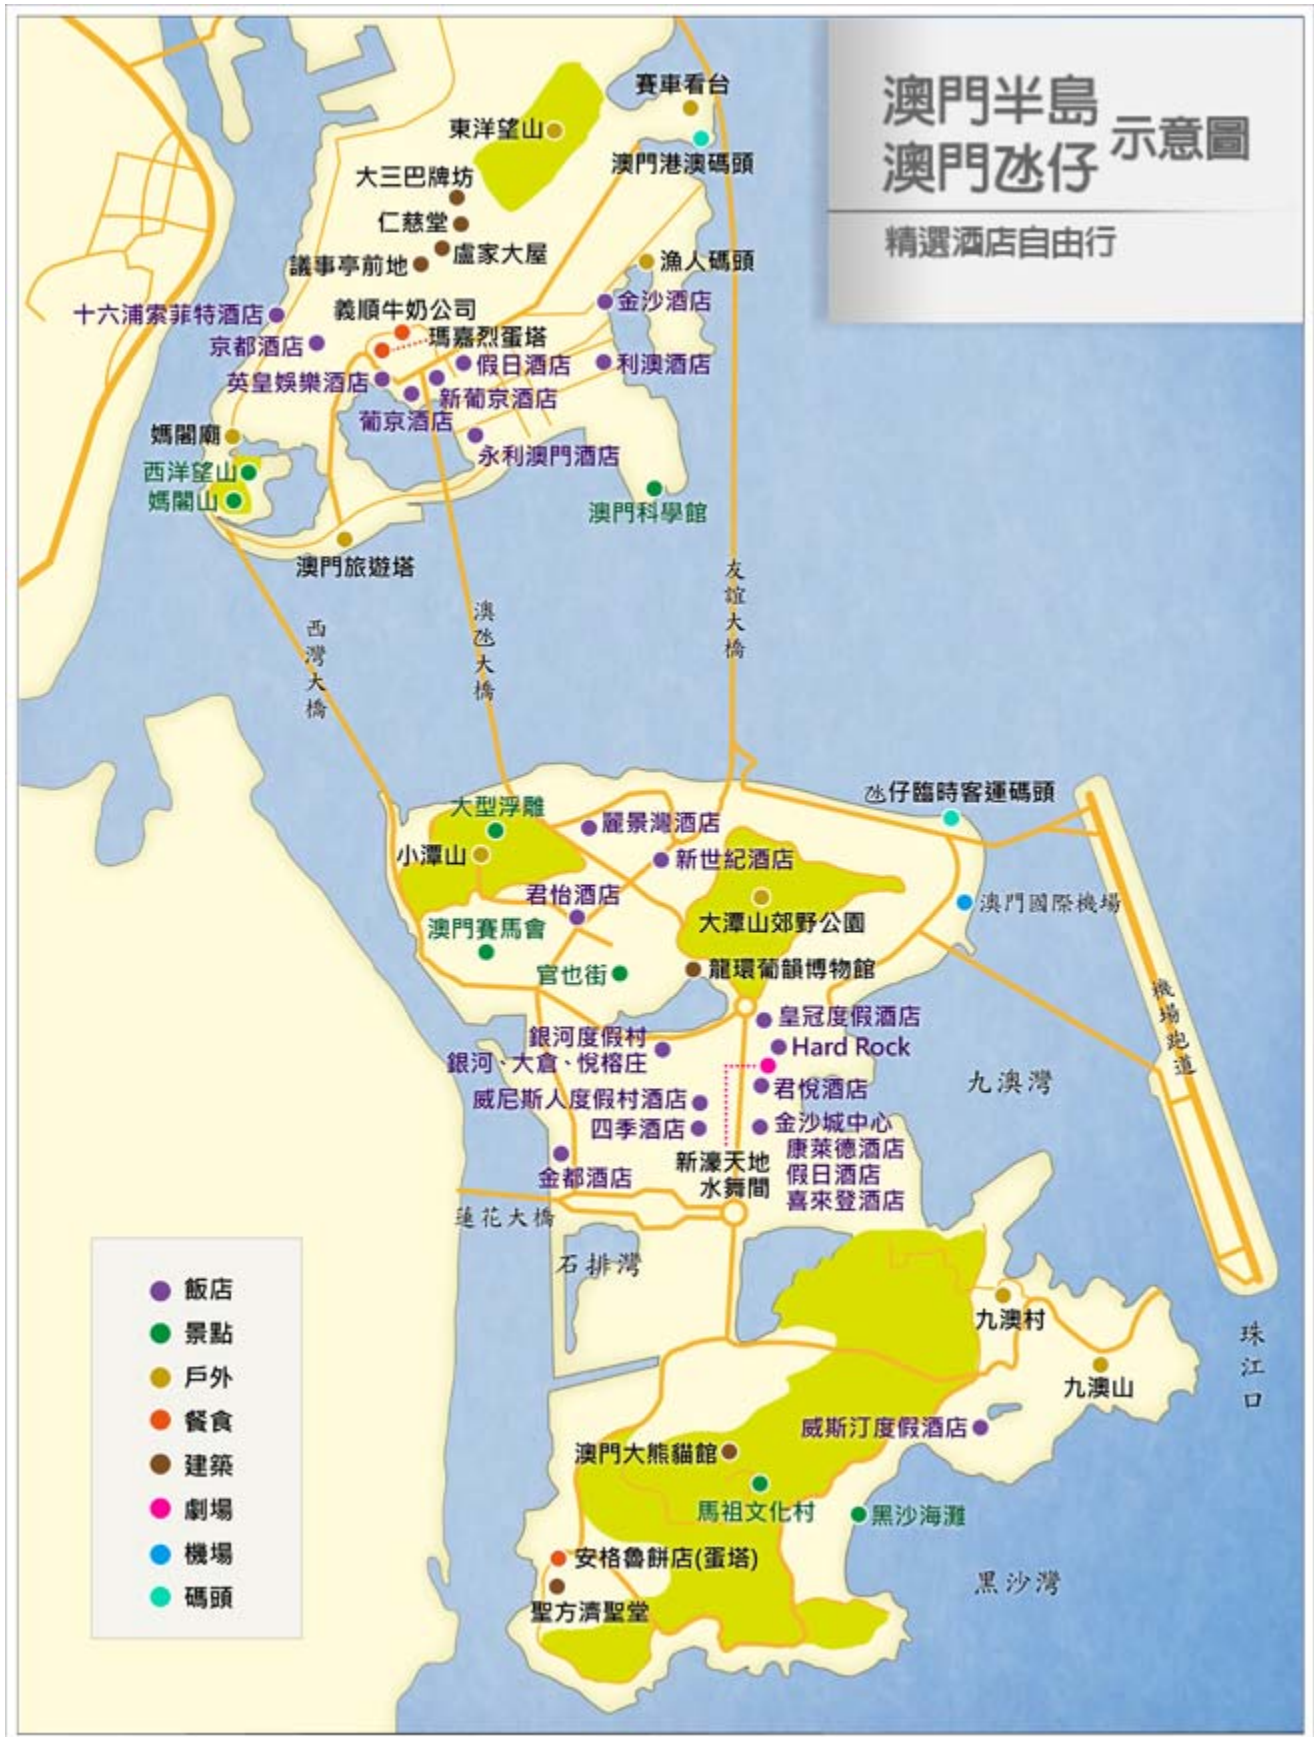 澳門半島
澳門氹仔
示意圖
精選酒店自由行
賽車看台
東洋望山
澳門港澳碼頭
大三巴牌坊
仁慈堂
盧家大屋
議事亭前地
漁人碼頭
金沙酒店
十六浦索菲特酒店
義順牛奶公司
瑪嘉烈蛋塔
京都酒店
假日酒店
利澳酒店
英皇娛樂酒店
新葡京酒店
葡京酒店
媽閣廟
永利澳門酒店
西洋望山
媽閣山
澳門科學館
澳門旅遊塔
友誼大橋
澳氹大橋
西灣大橋
氹仔臨時客運碼頭
大型浮雕
麗景灣酒店
小潭山
新世紀酒店
君怡酒店
澳門國際機場
大潭山郊野公園
澳門賽馬會
官也街
龍環葡韻博物館
機場跑道
皇冠度假酒店
銀河度假村
銀河、大倉、悅榕庄
Hard Rock
九澳灣
君悅酒店
威尼斯人度假村酒店
四季酒店
金沙城中心
康萊德酒店
假日酒店
喜來登酒店
新濠天地
水舞間
金都酒店
蓮花大橋
石排灣
飯店
景點
戶外
餐食
建築
劇場
機場
碼頭
九澳村
珠江口
九澳山
威斯汀度假酒店
澳門大熊貓館
馬祖文化村
黑沙海灘
安格魯餅店(蛋塔)
黑沙灣
聖方濟聖堂